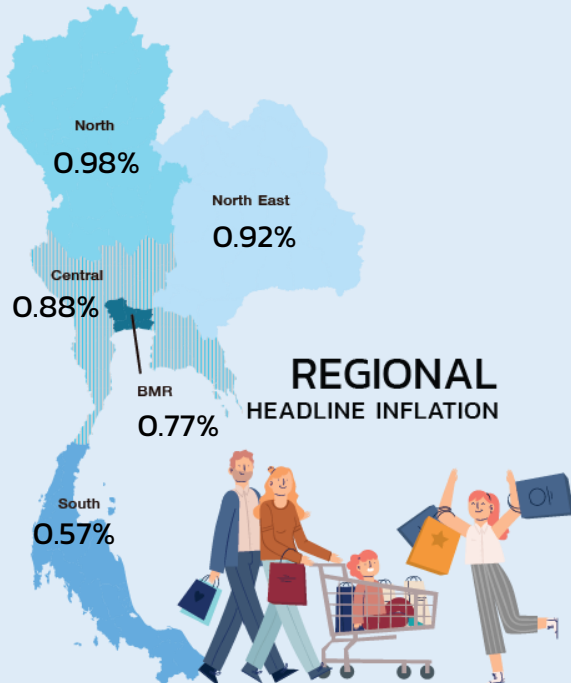 North
0.98%
North East
0.92%
Central
0.88%
BMR
0.77%
REGIONAL
HEADLINE INFLATION
South
0.57%